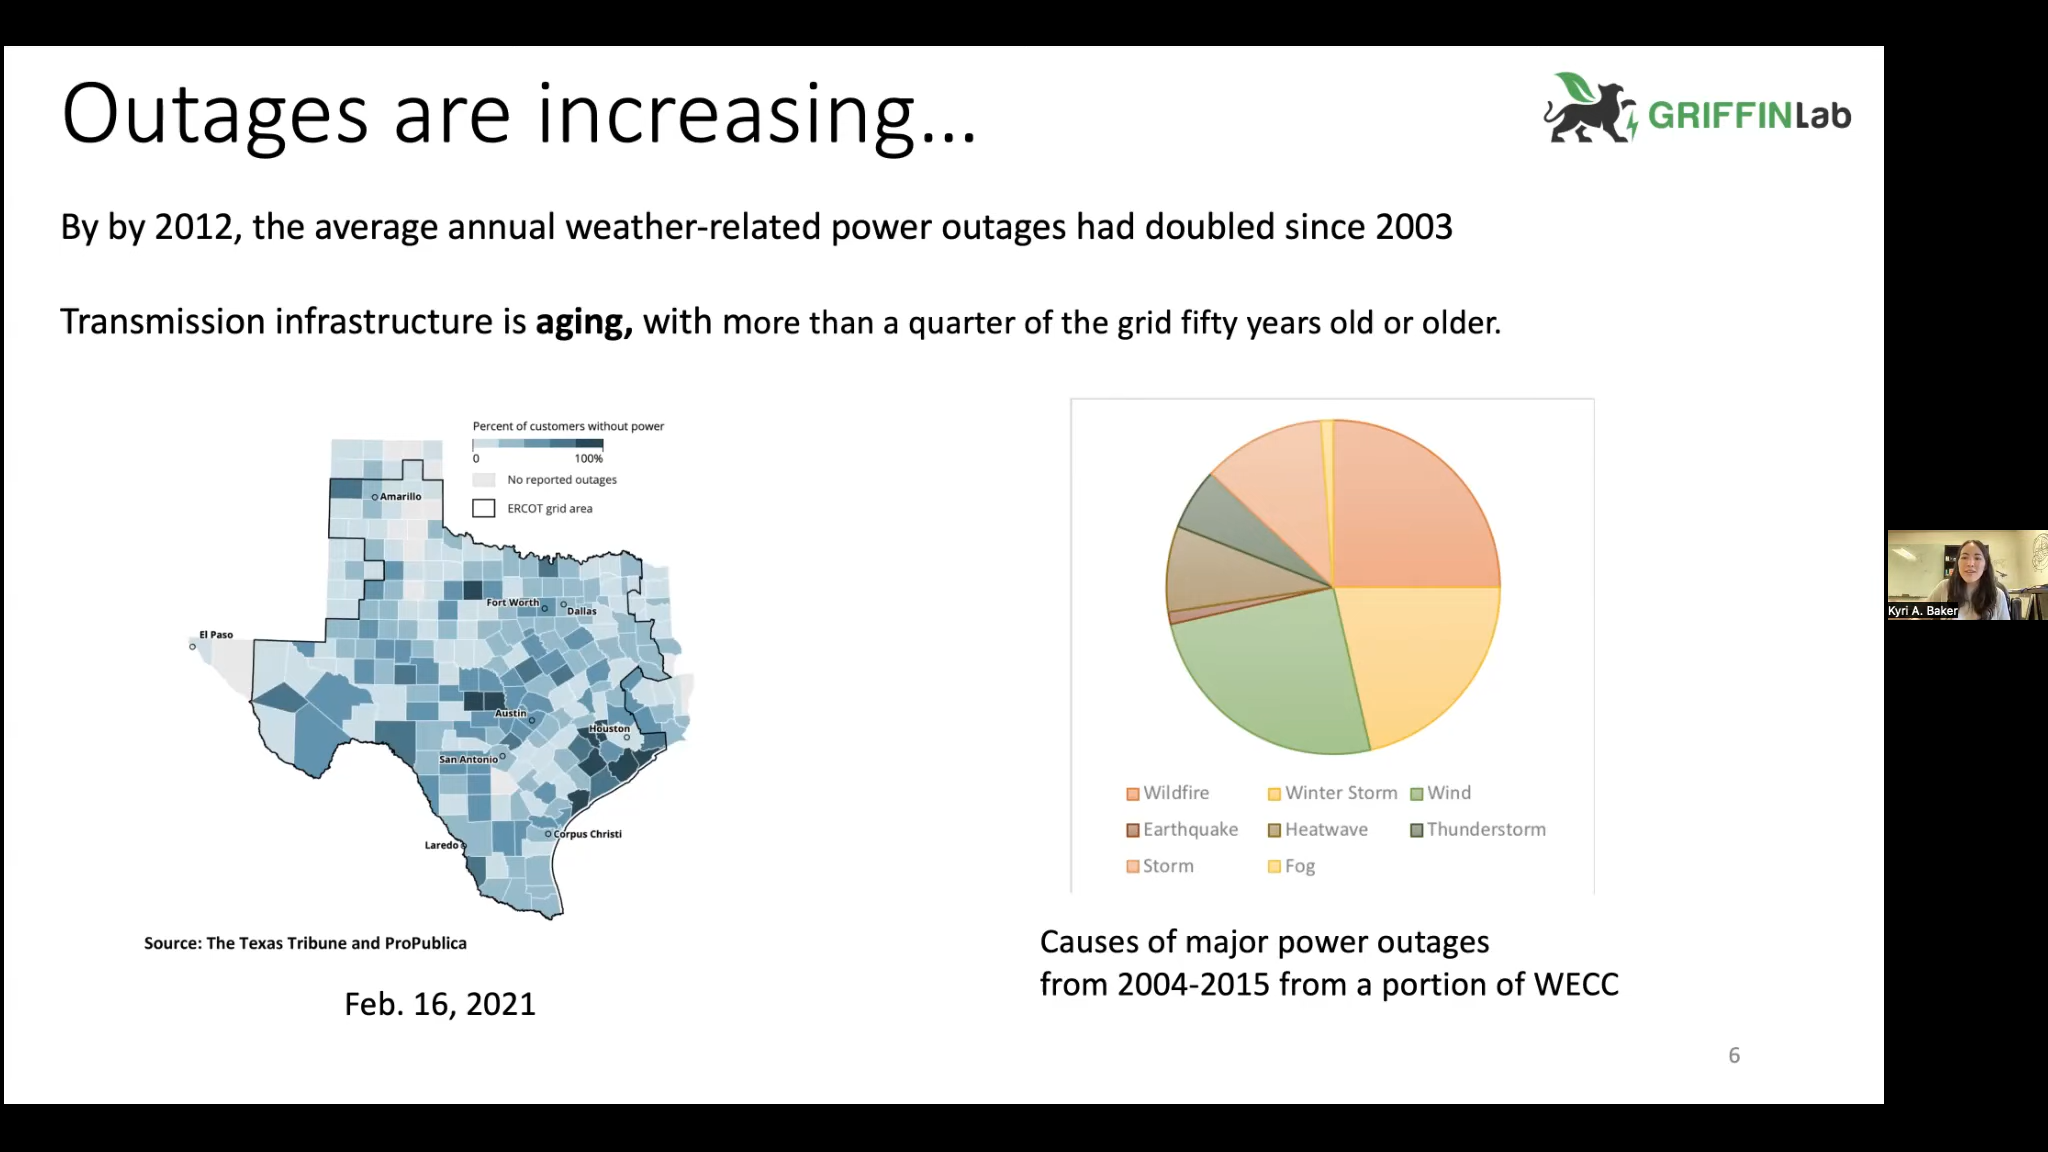 Outages are increasing...
GRIFFINLab
By by 2012, the average annual weather-related power outages had doubled since 2003
Transmission infrastructure is aging, with more than a quarter of the grid fifty years old or older.
Percent of customers without power
0 100%
No reported outages
ERCOT grid area
Amarillo
Fort Worth
Dallas
El Paso
Austin
Houston
San Antonio
Corpus Christi
Laredo
Source: The Texas Tribune and ProPublica
Feb. 16, 2021
Wildfire Winter Storm Wind
Earthquake Heatwave Thunderstorm
Storm Fog
Causes of major power outages
from 2004-2015 from a portion of WECC
6
Kyri A. Baker